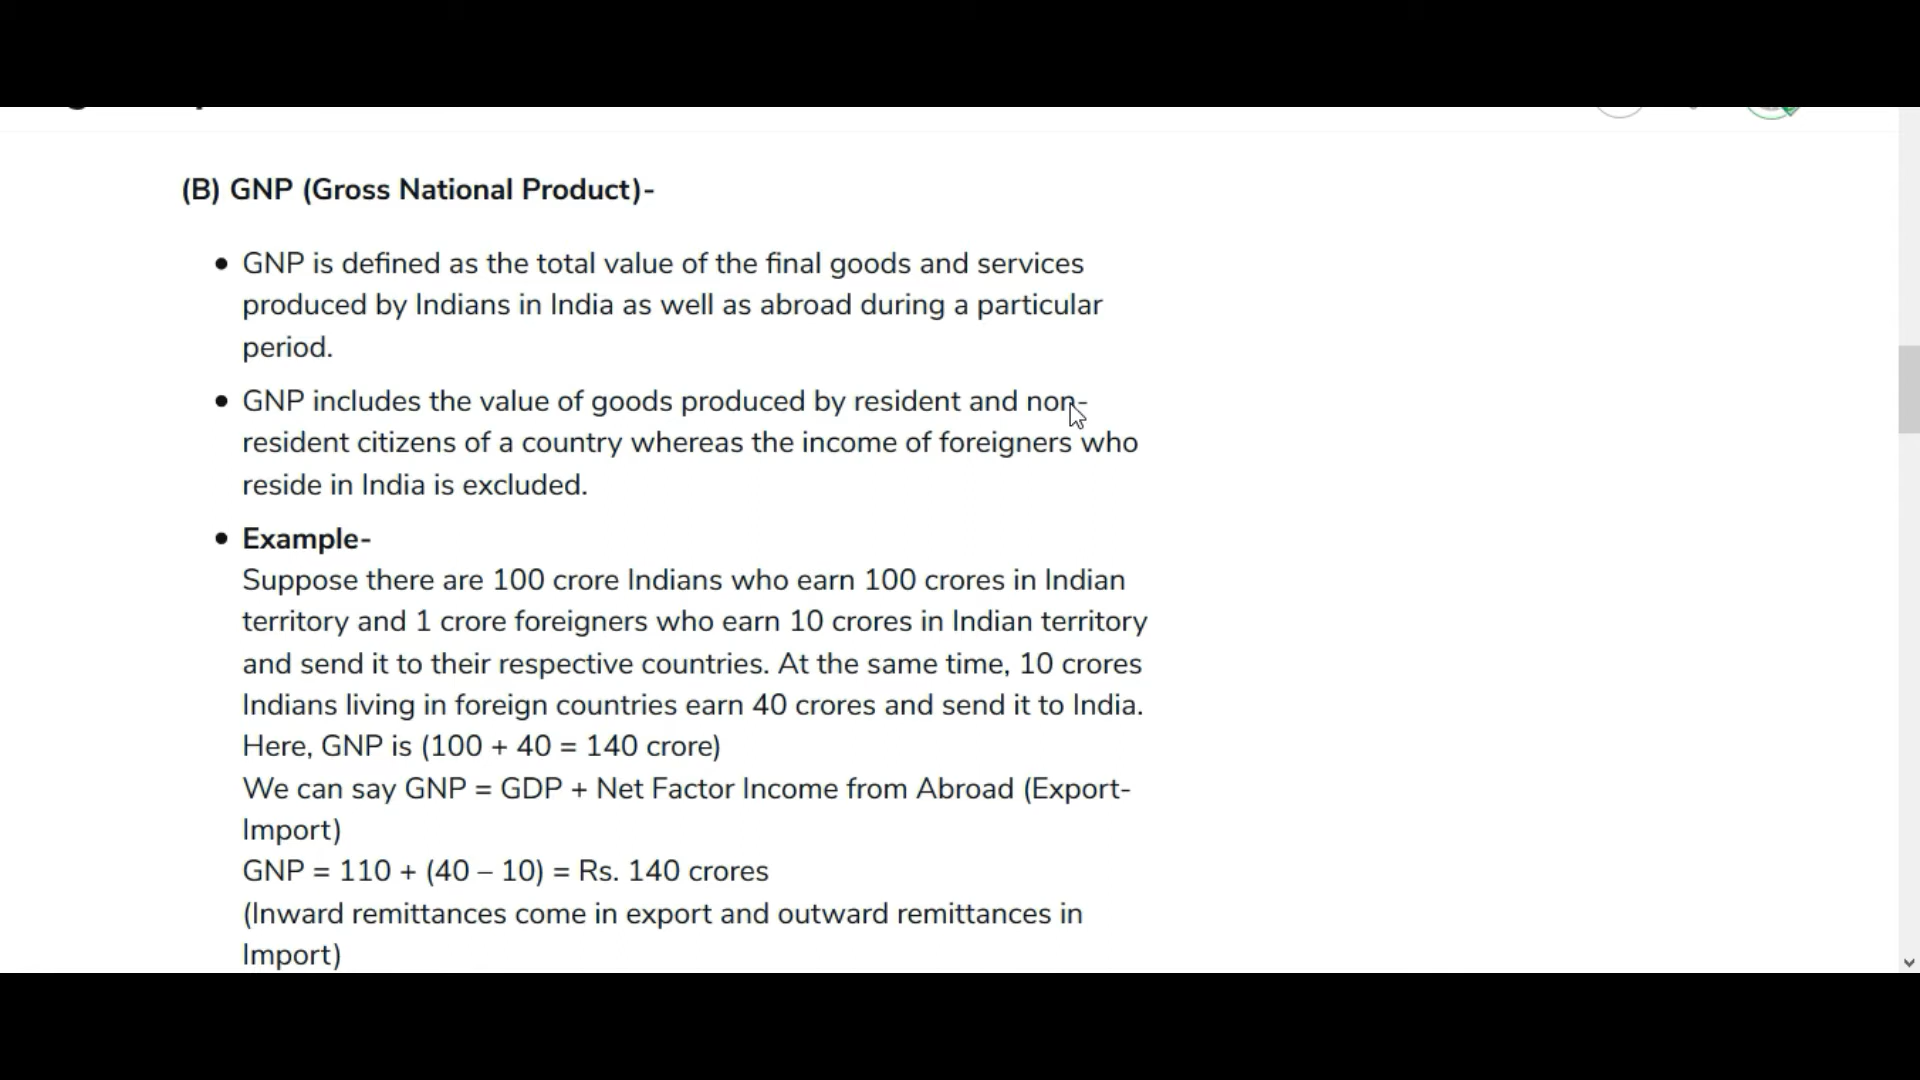 (B) GNP (Gross National Product)-
• GNP is defined as the total value of the final goods and services
produced by Indians in India as well as abroad during a particular
period.
• GNP includes the value of goods produced by resident and non-
resident citizens of a country whereas the income of foreigners who
reside in India is excluded.
• Example-
Suppose there are 100 crore Indians who earn 100 crores in Indian
territory and 1 crore foreigners who earn 10 crores in Indian territory
and send it to their respective countries. At the same time, 10 crores
Indians living in foreign countries earn 40 crores and send it to India.
Here, GNP is (100 + 40 = 140 crore)
We can say GNP = GDP + Net Factor Income from Abroad (Export-
Import)
GNP = 110 + (40 – 10) = Rs. 140 crores
(Inward remittances come in export and outward remittances in
Import)